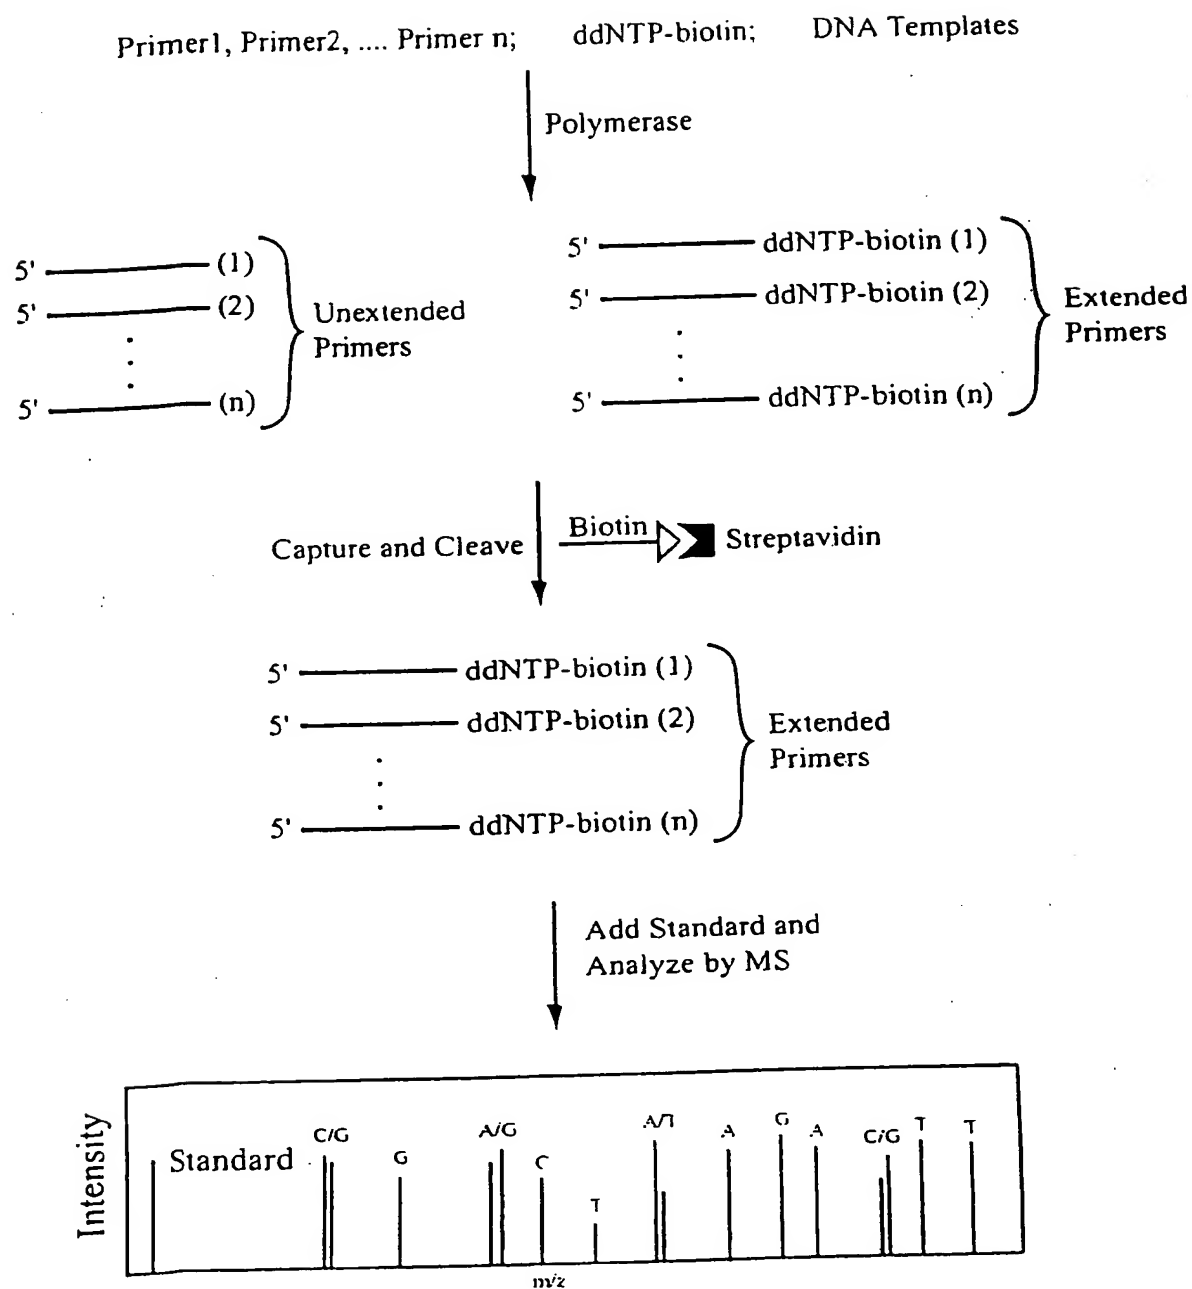 Primer1, Primer2, .... Primer n; ddNTP-biotin; DNA Templates
Polymerase
5' (1)
5' (2)
5' (n)
Unextended
Primers
5' ddNTP-biotin (1)
5' ddNTP-biotin (2)
5' ddNTP-biotin (n)
Extended
Primers
Capture and Cleave
Biotin
Streptavidin
5' ddNTP-biotin (1)
5' ddNTP-biotin (2)
5' ddNTP-biotin (n)
Extended
Primers
Add Standard and
Analyze by MS
Intensity
Standard
C/G
G
A/G
C
T
A/T
A
G
A
C/G
T
T
m/z